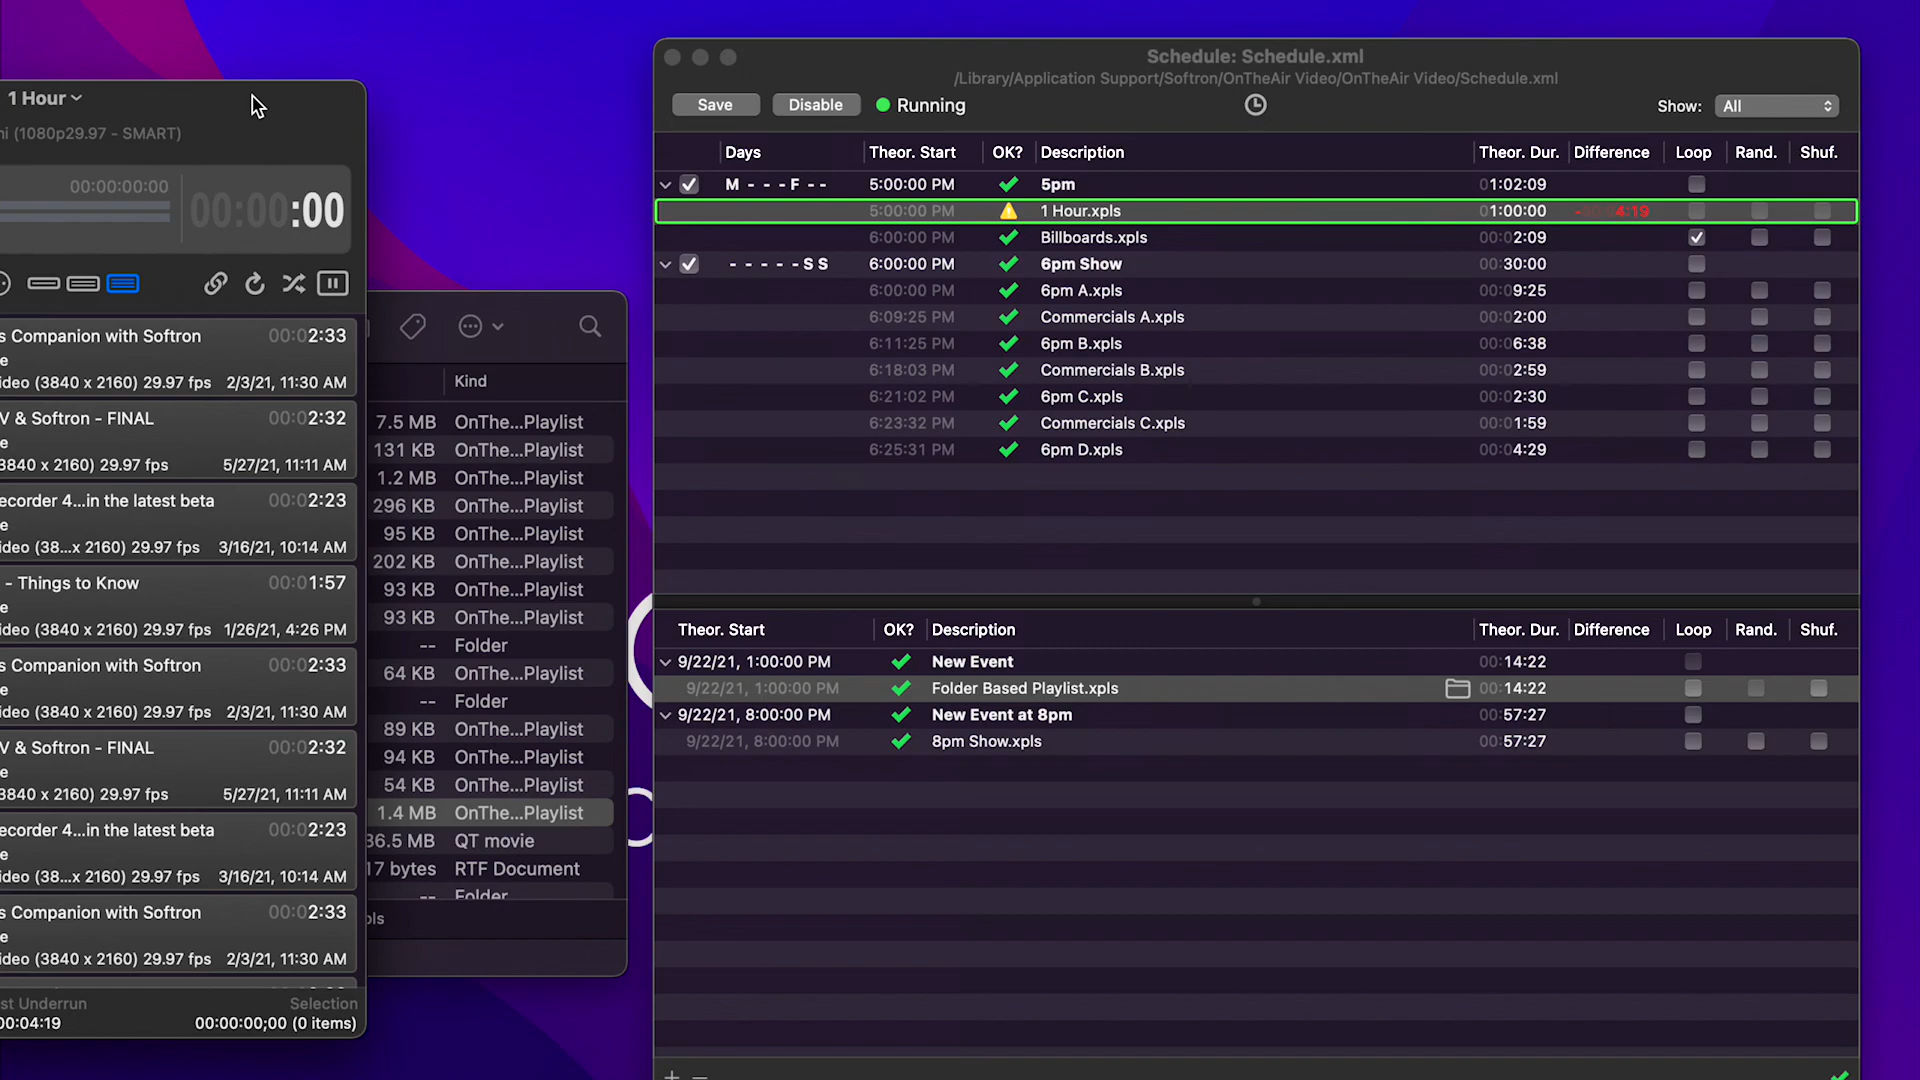 1 Hour
ni (1080p29.97 - SMART)
00:00:00:00
00:00:00
s Companion with Softron 00:02:33
e
ideo (3840 x 2160) 29.97 fps 2/3/21, 11:30 AM
V & Softron - FINAL 00:02:32
e
3840 x 2160) 29.97 fps 5/27/21, 11:11 AM
ecorder 4...in the latest beta 00:02:23
e
ideo (38...x 2160) 29.97 fps 3/16/21, 10:14 AM
- Things to Know 00:01:57
e
ideo (3840 x 2160) 29.97 fps 1/26/21, 4:26 PM
s Companion with Softron 00:02:33
e
ideo (3840 x 2160) 29.97 fps 2/3/21, 11:30 AM
V & Softron - FINAL 00:02:32
e
3840 x 2160) 29.97 fps 5/27/21, 11:11 AM
ecorder 4...in the latest beta 00:02:23
e
ideo (38...x 2160) 29.97 fps 3/16/21, 10:14 AM
s Companion with Softron 00:02:33
e
ideo (3840 x 2160) 29.97 fps 2/3/21, 11:30 AM
st Underrun Selection
00:04:19 00:00:00;00 (0 items)
Kind
7.5 MB OnThe...Playlist
131 KB OnThe...Playlist
1.2 MB OnThe...Playlist
296 KB OnThe...Playlist
95 KB OnThe...Playlist
202 KB OnThe...Playlist
93 KB OnThe...Playlist
93 KB OnThe...Playlist
-- Folder
64 KB OnThe...Playlist
-- Folder
89 KB OnThe...Playlist
94 KB OnThe...Playlist
54 KB OnThe...Playlist
1.4 MB OnThe...Playlist
36.5 MB QT movie
17 bytes RTF Document
-- Folder
pls
Schedule: Schedule.xml
/Library/Application Support/Softron/OnTheAir Video/OnTheAir Video/Schedule.xml
Save Disable Running Show: All
Days Theor. Start OK? Description Theor. Dur. Difference Loop Rand. Shuf.
M - - - F - - 5:00:00 PM 5pm 01:02:09
5:00:00 PM 1 Hour.xpls 01:00:00 -00:04:19
6:00:00 PM Billboards.xpls 00:02:09
- - - - - S S 6:00:00 PM 6pm Show 00:30:00
6:00:00 PM 6pm A.xpls 00:09:25
6:09:25 PM Commercials A.xpls 00:02:00
6:11:25 PM 6pm B.xpls 00:06:38
6:18:03 PM Commercials B.xpls 00:02:59
6:21:02 PM 6pm C.xpls 00:02:30
6:23:32 PM Commercials C.xpls 00:01:59
6:25:31 PM 6pm D.xpls 00:04:29
Theor. Start OK? Description Theor. Dur. Difference Loop Rand. Shuf.
9/22/21, 1:00:00 PM New Event 00:14:22
9/22/21, 1:00:00 PM Folder Based Playlist.xpls 00:14:22
9/22/21, 8:00:00 PM New Event at 8pm 00:57:27
9/22/21, 8:00:00 PM 8pm Show.xpls 00:57:27